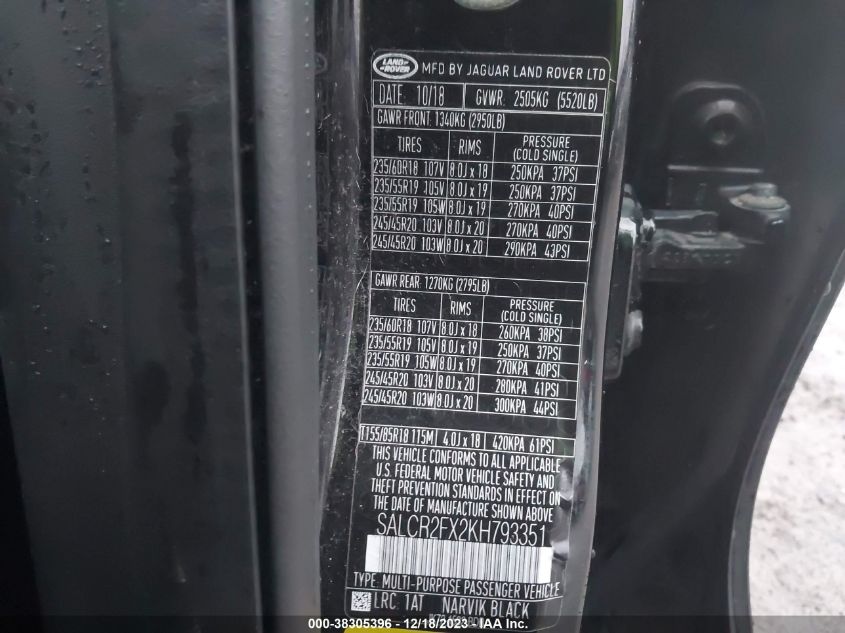 LAND ROVER MFD BY JAGUAR LAND ROVER LTD
DATE: 10/18 GVWR: 2505KG (5520LB)
GAWR FRONT: 1340KG (2950LB)
TIRES RIMS PRESSURE (COLD SINGLE)
235/60R18 107V 8.0J x 18 250KPA 37PSI
235/55R19 105V 8.0J x 19 250KPA 37PSI
235/55R19 105W 8.0J x 19 270KPA 40PSI
245/45R20 103V 8.0J x 20 270KPA 40PSI
245/45R20 103W 8.0J x 20 290KPA 43PSI
GAWR REAR: 1270KG (2795LB)
TIRES RIMS PRESSURE (COLD SINGLE)
235/60R18 107V 8.0J x 18 260KPA 38PSI
235/55R19 105V 8.0J x 19 250KPA 37PSI
235/55R19 105W 8.0J x 19 270KPA 40PSI
245/45R20 103V 8.0J x 20 280KPA 41PSI
245/45R20 103W 8.0J x 20 300KPA 44PSI
T155/85R18 115M 4.0J x 18 420KPA 61PSI
THIS VEHICLE CONFORMS TO ALL APPLICABLE
U.S. FEDERAL MOTOR VEHICLE SAFETY AND
THEFT PREVENTION STANDARDS IN EFFECT ON
THE DATE OF MANUFACTURE SHOWN ABOVE
SALCR2FX2KH793351
TYPE: MULTI-PURPOSE PASSENGER VEHICLE
LRC 1AT NARVIK BLACK
000-38305396 - 12/18/2023 - IAA Inc.